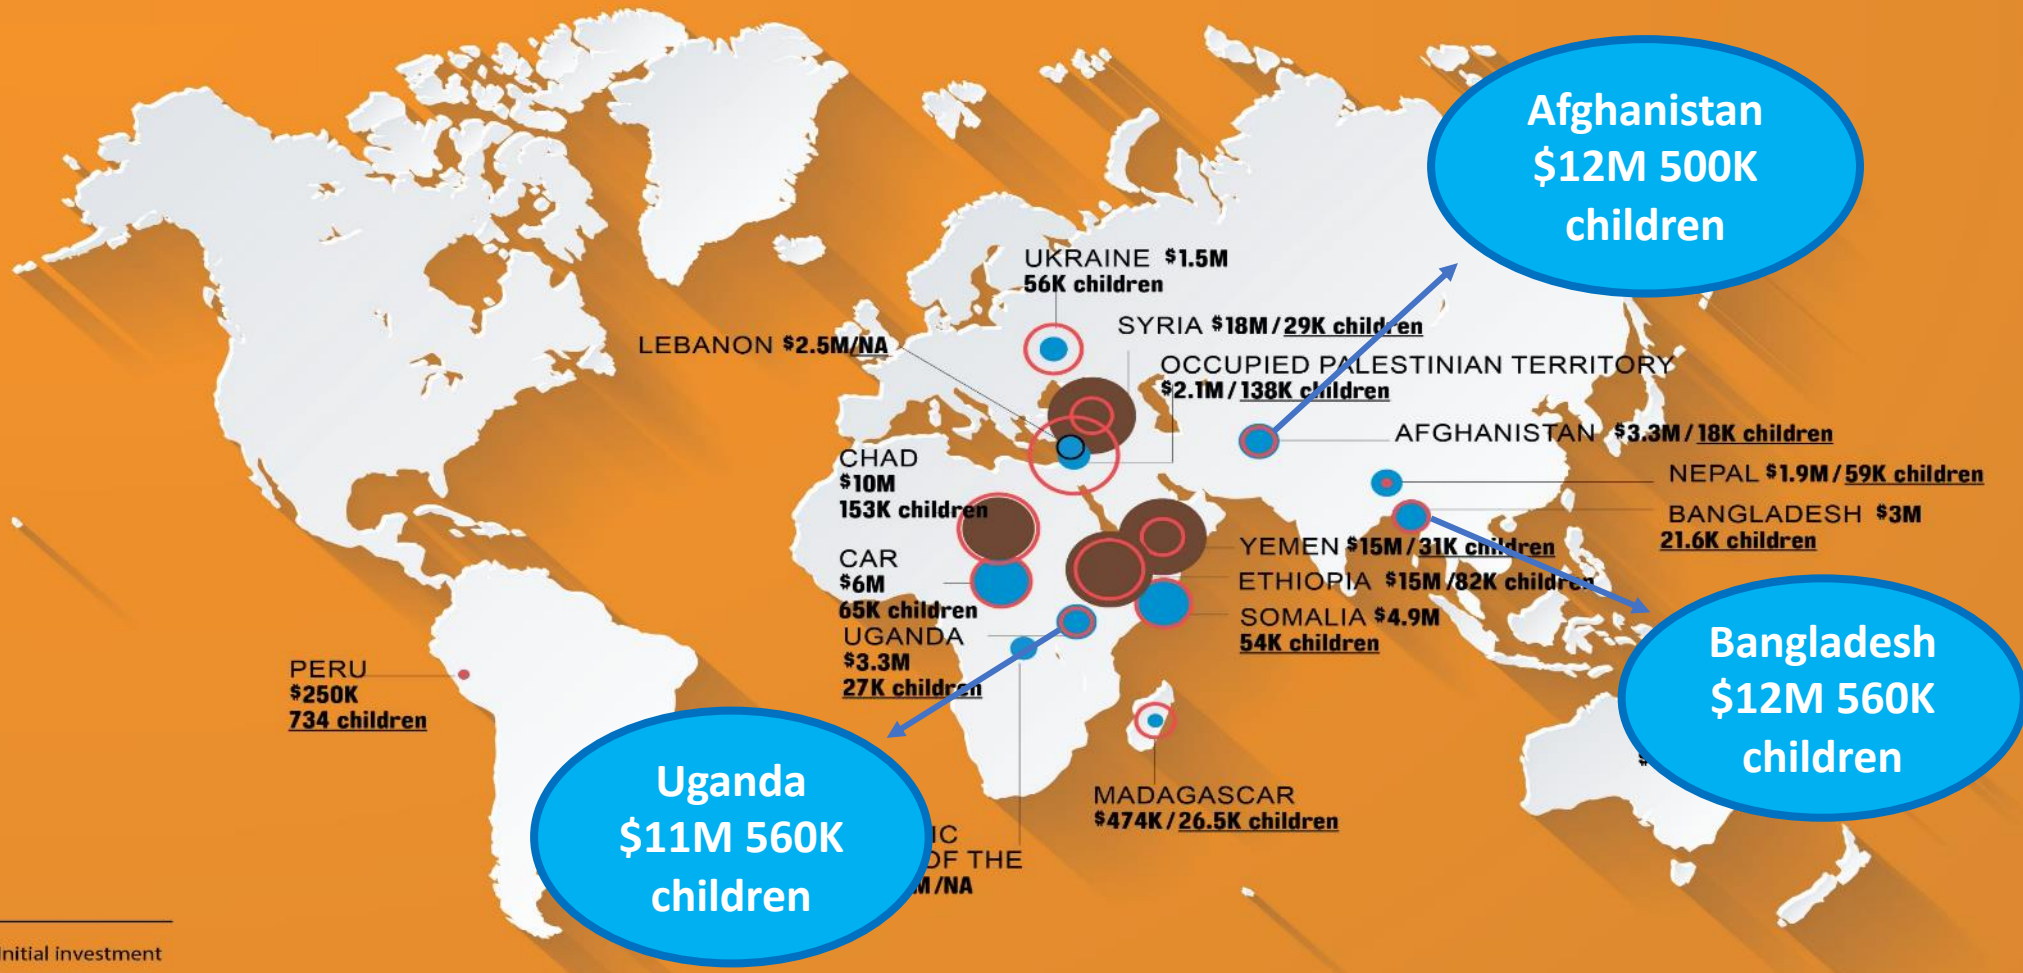 Afghanistan
$12M 500K
children
UKRAINE $1.5M
56K children
SYRIA $18M/29K children
LEBANON $2.5M/NA
OCCUPIED PALESTINIAN TERRITORY
$2.1M/138K children
AFGHANISTAN $3.3M/18K children
CHAD
$10M
153K children
NEPAL $1.9M/59K children
BANGLADESH $3M
21.6K children
YEMEN $15M/31K children
CAR
$6M
65K children
ETHIOPIA $15M/82K children
SOMALIA $4.9M
54K children
UGANDA
$3.3M
27K children
PERU
$250K
734 children
Bangladesh
$12M 560K
children
Uganda
$11M 560K
children
MADAGASCAR
$474K/26.5K children
IC
OF THE
M/NA
Initial investment